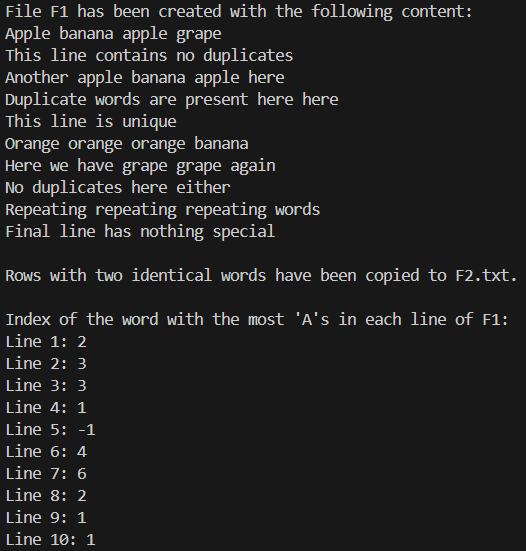 File F1 has been created with the following content:
Apple banana apple grape
This line contains no duplicates
Another apple banana apple here
Duplicate words are present here here
This line is unique
Orange orange orange banana
Here we have grape grape again
No duplicates here either
Repeating repeating repeating words
Final line has nothing special
Rows with two identical words have been copied to F2.txt.
Index of the word with the most 'A's in each line of F1:
Line 1: 2
Line 2: 3
Line 3: 3
Line 4: 1
Line 5: -1
Line 6: 4
Line 7: 6
Line 8: 2
Line 9: 1
Line 10: 1